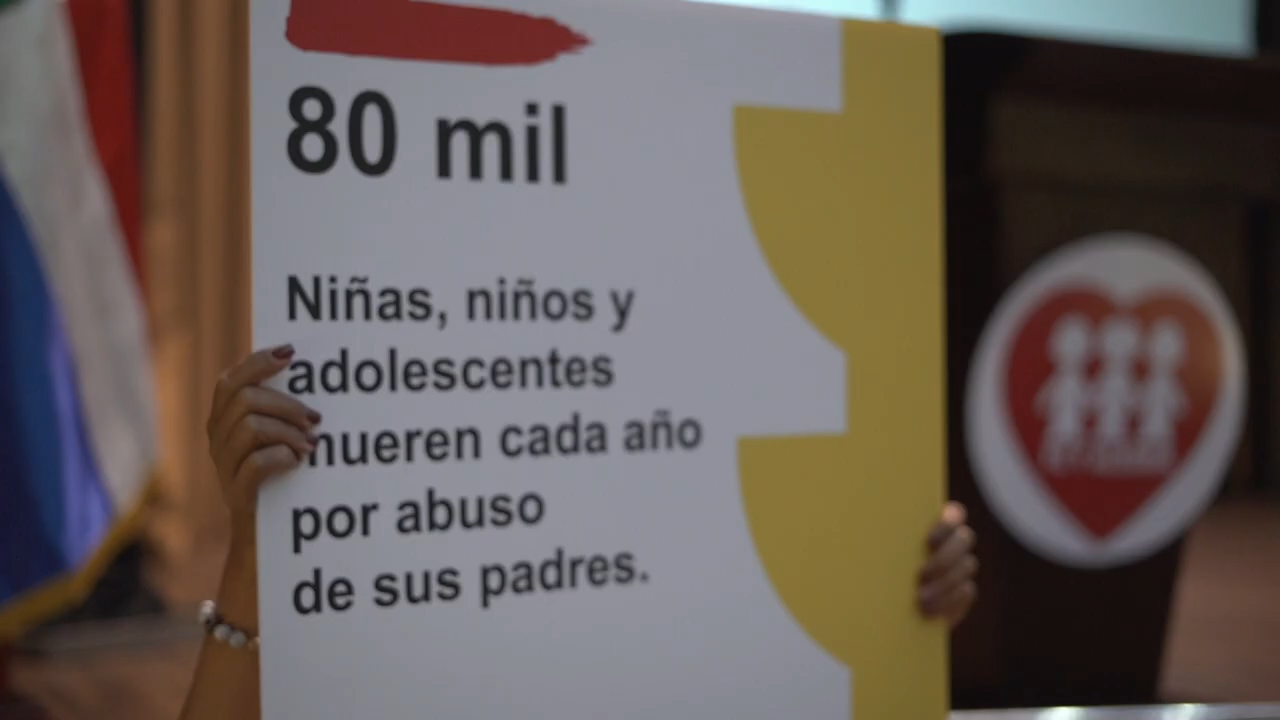 80 mil
Niñas, niños y
adolescentes
mueren cada año
por abuso
de sus padres.